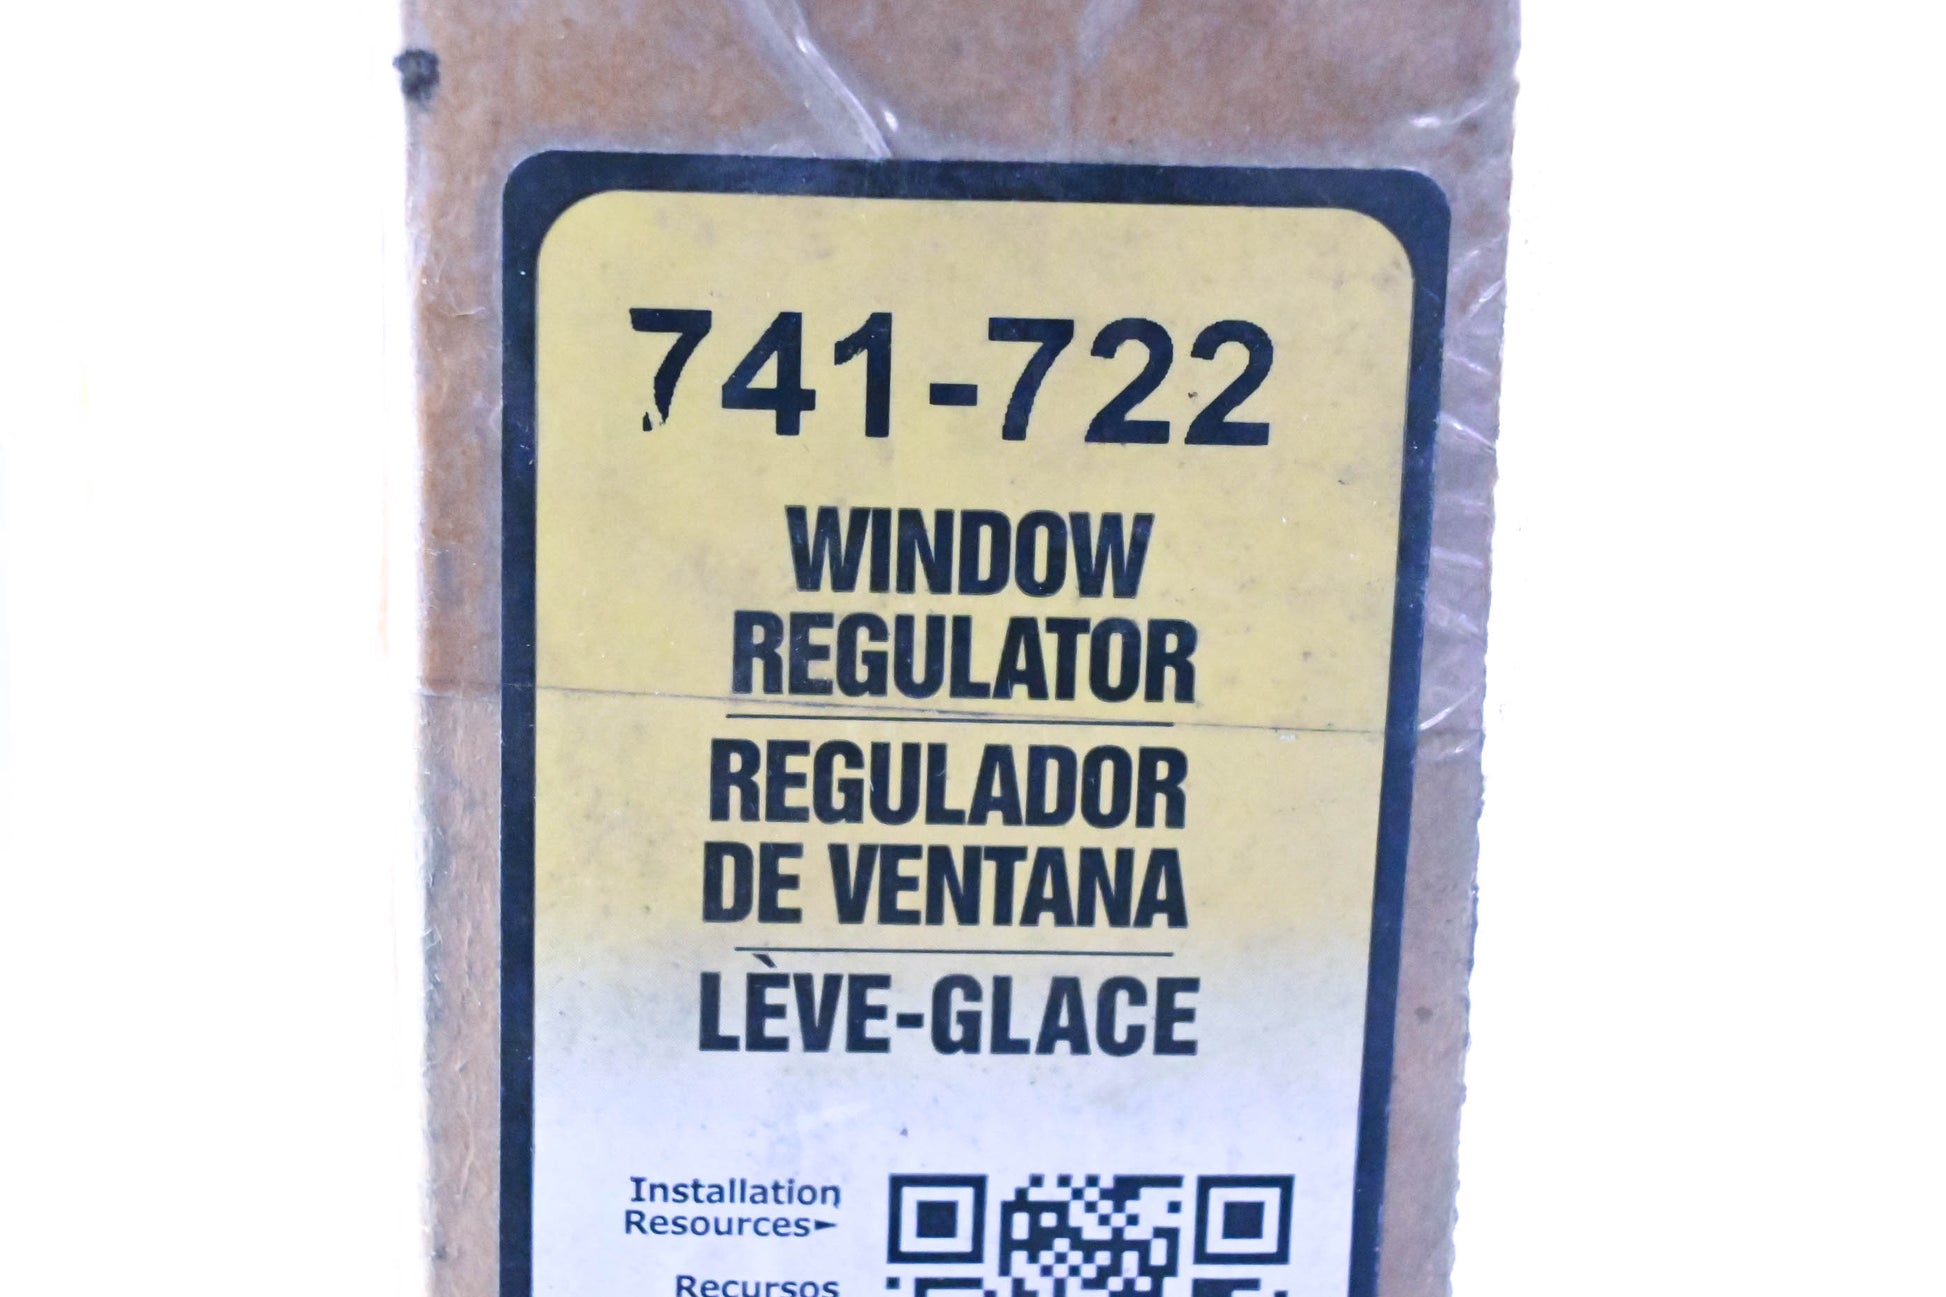 741-722
WINDOW
REGULATOR
REGULADOR
DE VENTANA
LÈVE-GLACE
Installation
Resources►
Recursos